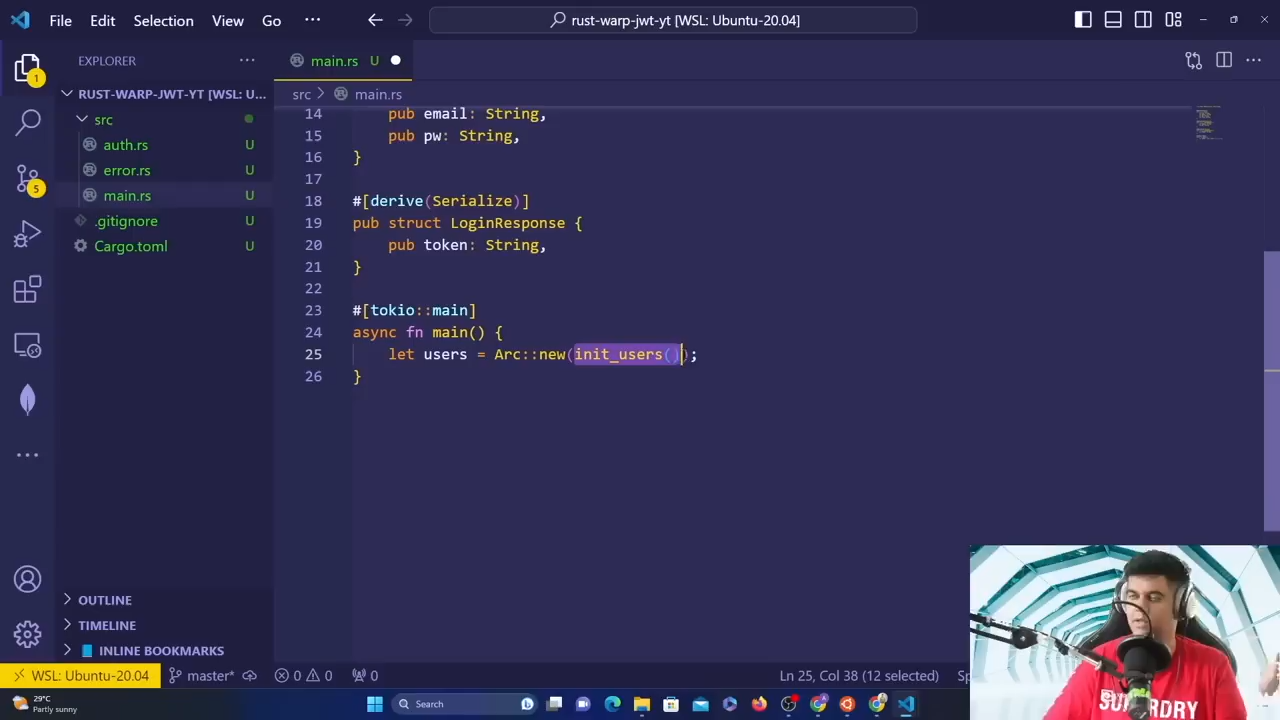 File Edit Selection View Go ··· rust-warp-jwt-yt [WSL: Ubuntu-20.04]
EXPLORER ···
main.rs U
RUST-WARP-JWT-YT [WSL: U...
src
auth.rs U
error.rs U
main.rs U
.gitignore U
Cargo.toml U
1
5
src > main.rs
14 pub email: String,
15 pub pw: String,
16 }
17
18 #[derive(Serialize)]
19 pub struct LoginResponse {
20 pub token: String,
21 }
22
23 #[tokio::main]
24 async fn main() {
25 let users = Arc::new(init_users());
26 }
OUTLINE
TIMELINE
INLINE BOOKMARKS
WSL: Ubuntu-20.04 master* 0 0 0 Ln 25, Col 38 (12 selected)
29°C
Partly sunny
Search